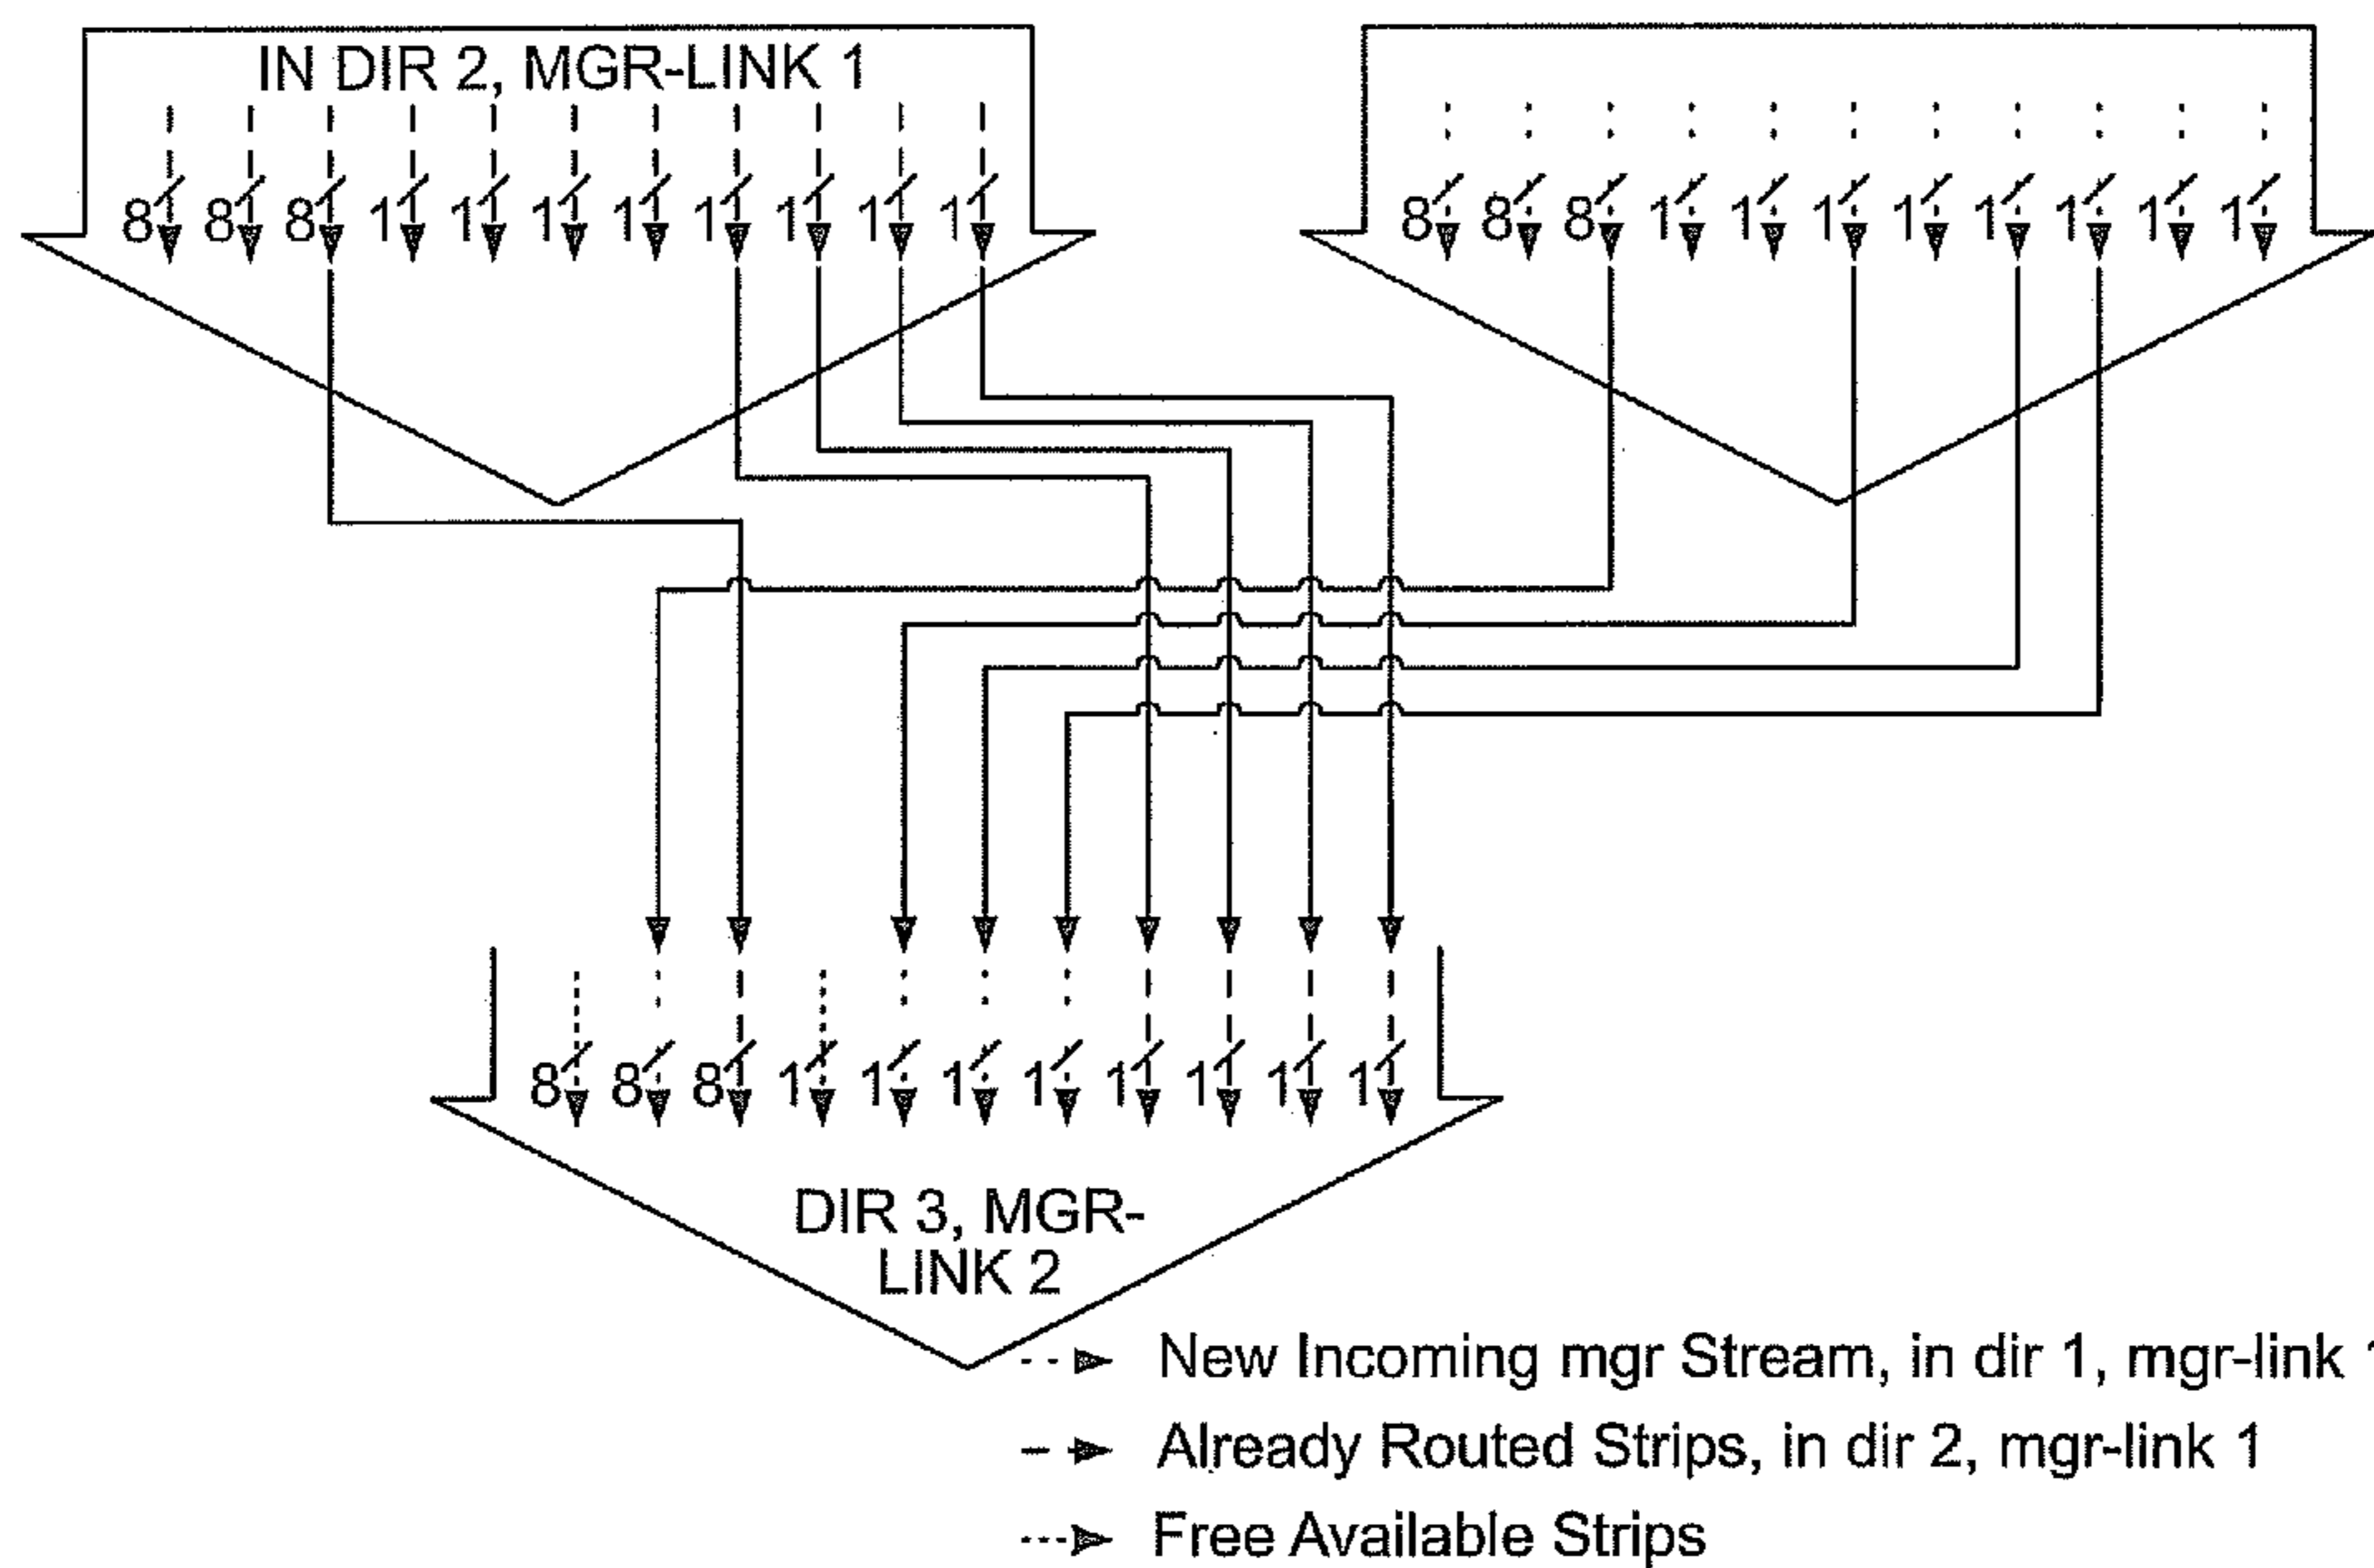 IN DIR 2, MGR-LINK 1
8 8 8 1 1 1 1 1 1 1 1
8 8 8 1 1 1 1 1 1 1 1
8 8 8 1 1 1 1 1 1 1 1
DIR 3, MGR-
LINK 2
New Incoming mgr Stream, in dir 1, mgr-link 1
Already Routed Strips, in dir 2, mgr-link 1
Free Available Strips